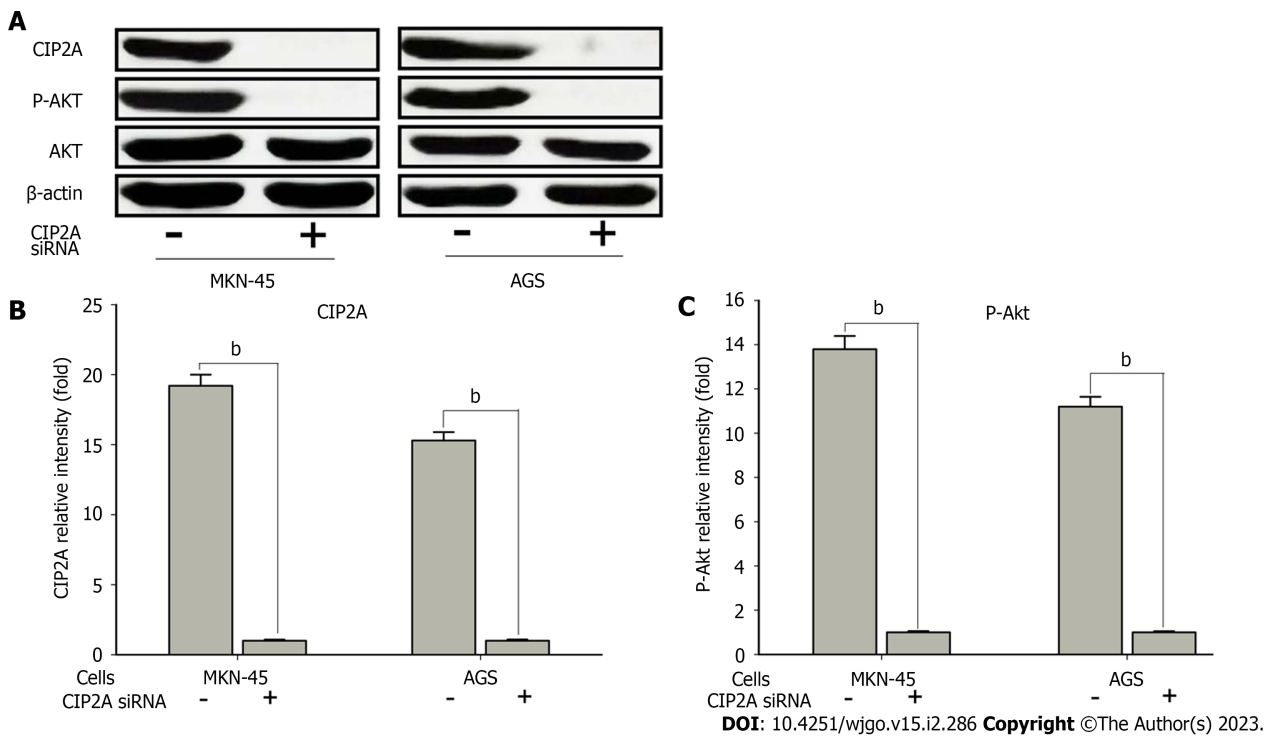 A
CIP2A
P-AKT
AKT
β-actin
CIP2A
siRNA
- + - +
MKN-45 AGS
B
CIP2A
CIP2A relative intensity (fold)
25
20
15
10
5
0
b
b
Cells MKN-45 AGS
CIP2A siRNA - + - +
C
P-Akt
P-Akt relative intensity (fold)
16
14
12
10
8
6
4
2
0
b
b
Cells MKN-45 AGS
CIP2A siRNA - + - +
DOI: 10.4251/wjgo.v15.i2.286 Copyright ©The Author(s) 2023.